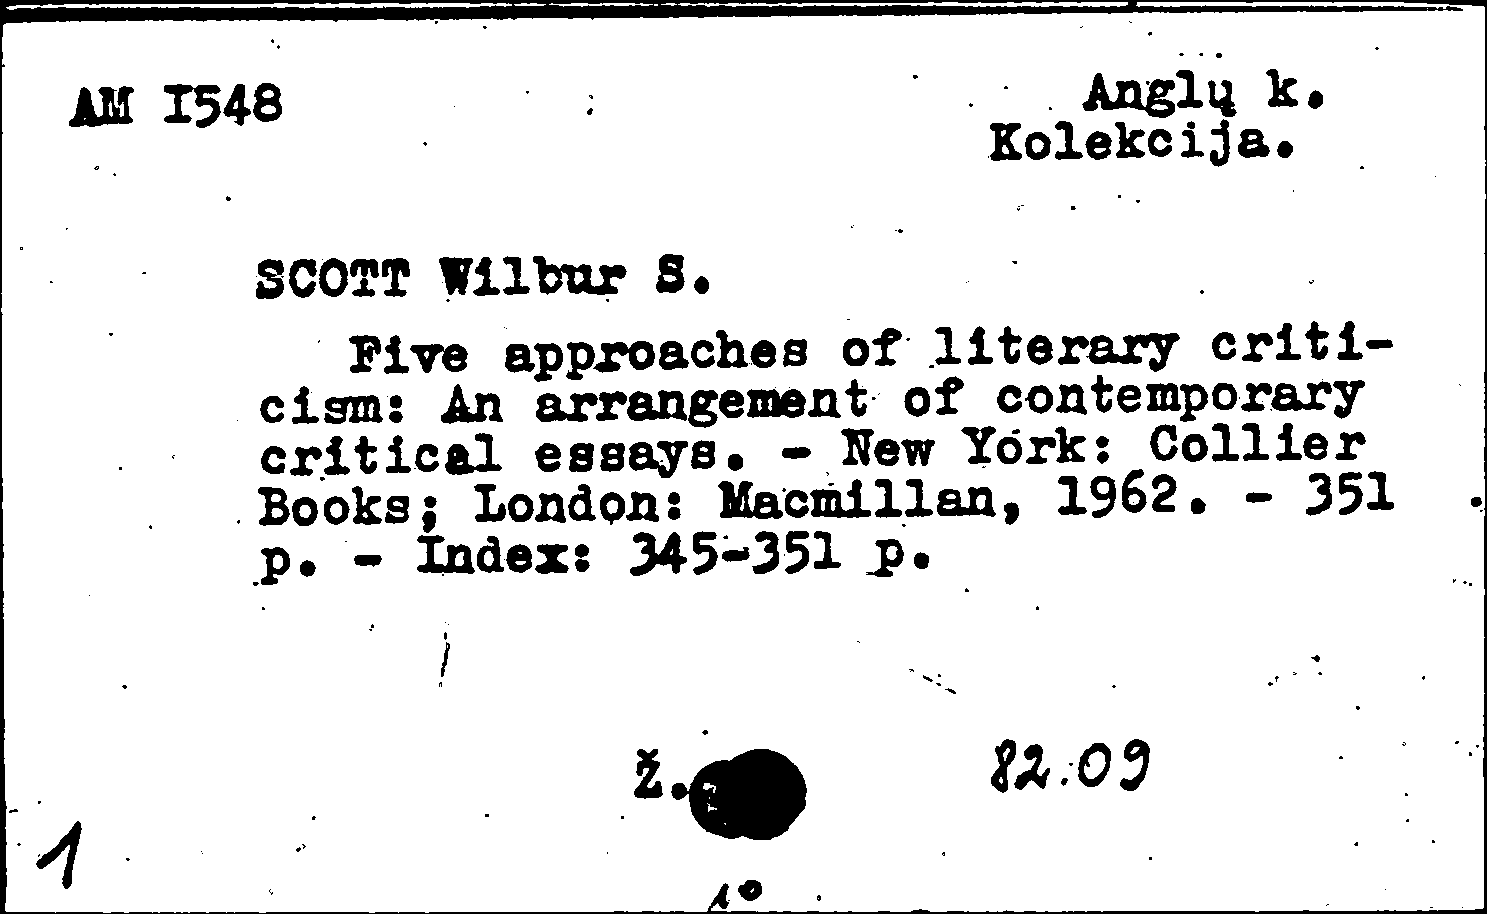 AM I548
Anglų k.
Kolekcija.
SCOTT Wilbur S.
Five approaches of literary criti-
cism: An arrangement of contemporary
critical essays. - New York: Collier
Books; London: Macmillan, 1962. - 351
p. - Index: 345-351 p.
Ž.
82.09
1